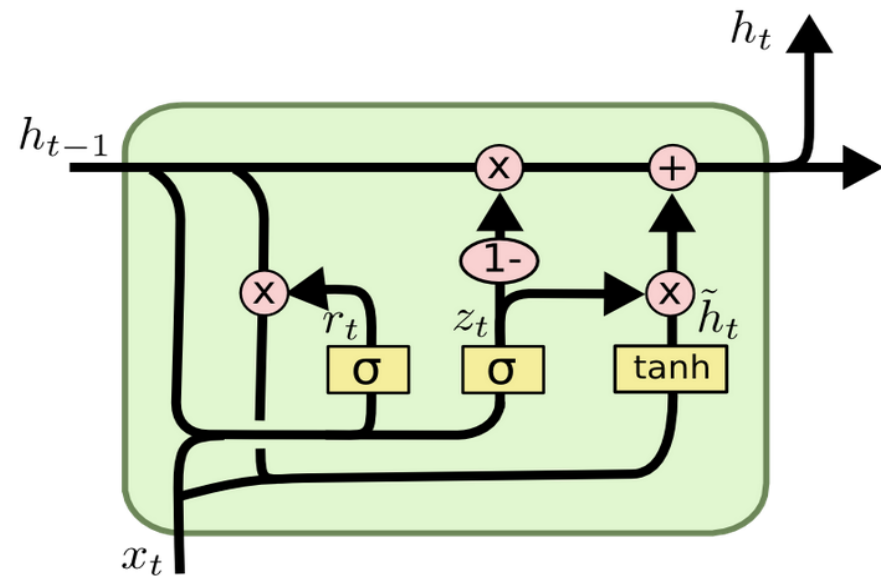 h_t
h_{t-1}
x +
1-
x r_t z_t x h̃_t
σ σ tanh
x_t